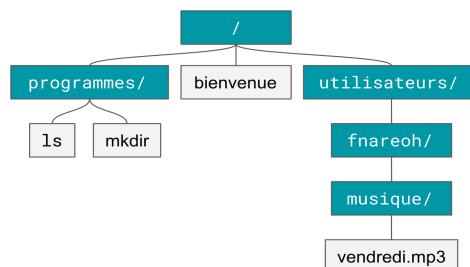 /
programmes/
bienvenue
utilisateurs/
ls
mkdir
fnareoh/
musique/
vendredi.mp3